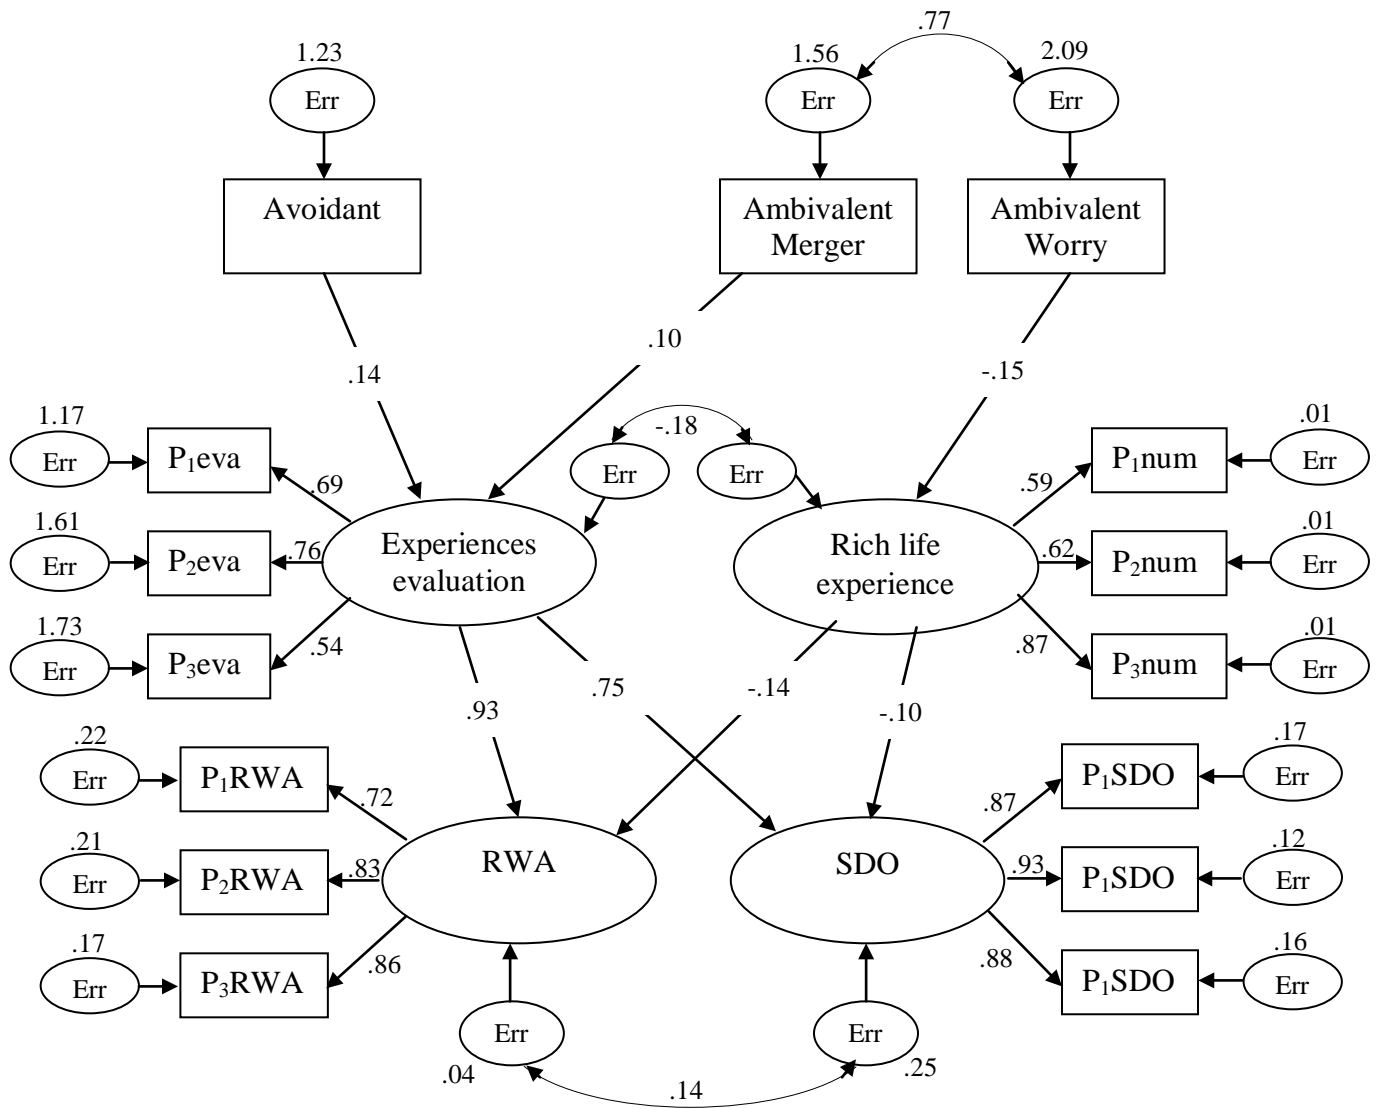 .77
1.23
1.56
2.09
Err
Err
Err
Avoidant
Ambivalent
Merger
Ambivalent
Worry
.10
.14
-.15
1.17
-.18
.01
Err
P₁eva
.69
Err
Err
.59
P₁num
Err
1.61
.01
Err
P₂eva
.76
Experiences
evaluation
Rich life
experience
.62
P₂num
Err
1.73
.01
Err
P₃eva
.54
.87
P₃num
Err
.93
.75
-.14
-.10
.22
.17
Err
P₁RWA
.72
.87
P₁SDO
Err
.21
.12
Err
P₂RWA
.83
RWA
SDO
.93
P₁SDO
Err
.17
.16
Err
P₃RWA
.86
.88
P₁SDO
Err
Err
Err
.04
.14
.25